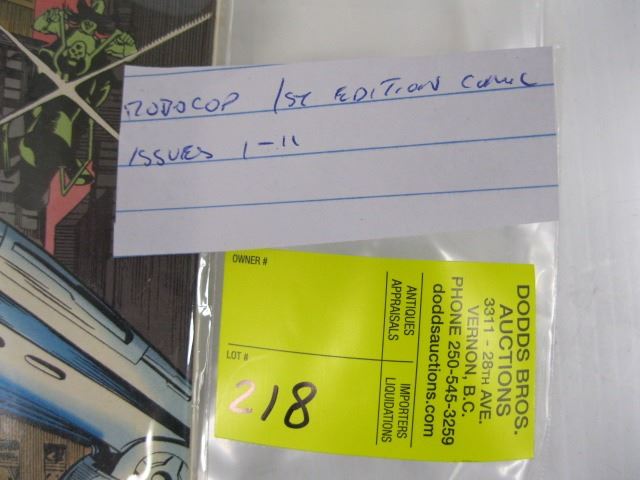 ROBOCOP 1st EDITION COMIC
ISSUES 1-11
OWNER #
LOT #
218
ANTIQUES
APPRAISALS
IMPORTERS
LIQUIDATIONS
DODDS BROS.
AUCTIONS
3311 - 28TH AVE.
VERNON, B.C.
PHONE 250-545-3259
doddsauctions.com